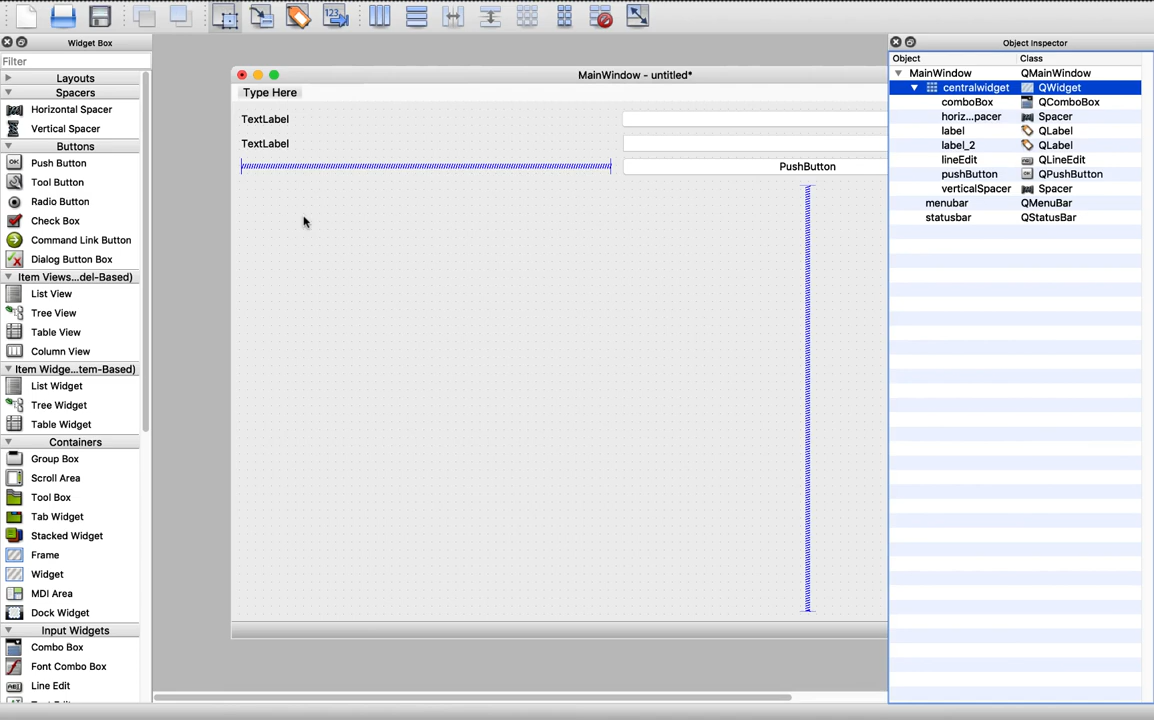 Widget Box
Filter
Layouts
Spacers
Horizontal Spacer
Vertical Spacer
Buttons
Push Button
Tool Button
Radio Button
Check Box
Command Link Button
Dialog Button Box
Item Views...del-Based)
List View
Tree View
Table View
Column View
Item Widge...tem-Based)
List Widget
Tree Widget
Table Widget
Containers
Group Box
Scroll Area
Tool Box
Tab Widget
Stacked Widget
Frame
Widget
MDI Area
Dock Widget
Input Widgets
Combo Box
Font Combo Box
Line Edit
MainWindow - untitled*
Type Here
TextLabel
TextLabel
PushButton
Object Inspector
Object Class
MainWindow QMainWindow
centralwidget QWidget
comboBox QComboBox
horiz...pacer Spacer
label QLabel
label_2 QLabel
lineEdit QLineEdit
pushButton QPushButton
verticalSpacer Spacer
menubar QMenuBar
statusbar QStatusBar